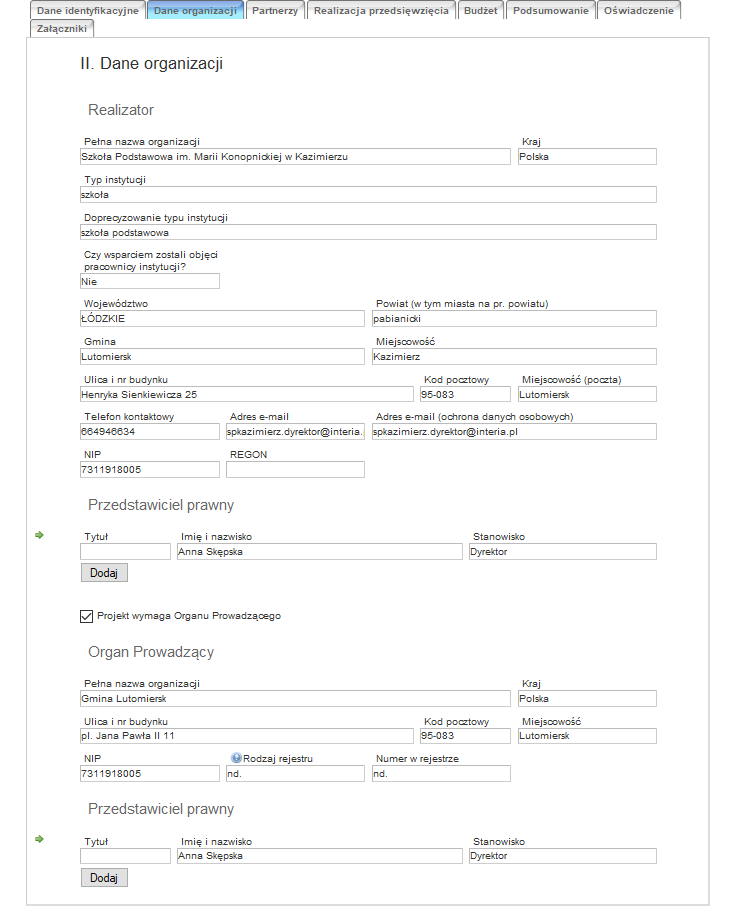 Dane identyfikacyjne Dane organizacji Partnerzy Realizacja przedsięwzięcia Budżet Podsumowanie Oświadczenie
Załączniki
II. Dane organizacji
Realizator
Pełna nazwa organizacji Kraj
Szkoła Podstawowa im. Marii Konopnickiej w Kazimierzu Polska
Typ instytucji
szkoła
Doprecyzowanie typu instytucji
szkoła podstawowa
Czy wsparciem zostali objęci
pracownicy instytucji?
Nie
Województwo Powiat (w tym miasta na pr. powiatu)
ŁÓDZKIE pabianicki
Gmina Miejscowość
Lutomiersk Kazimierz
Ulica i nr budynku Kod pocztowy Miejscowość (poczta)
Henryka Sienkiewicza 25 95-083 Lutomiersk
Telefon kontaktowy Adres e-mail Adres e-mail (ochrona danych osobowych)
664946634 spkazimierz.dyrektor@interia. spkazimierz.dyrektor@interia.pl
NIP REGON
7311918005
Przedstawiciel prawny
Tytuł Imię i nazwisko Stanowisko
Anna Skępska Dyrektor
Dodaj
Projekt wymaga Organu Prowadzącego
Organ Prowadzący
Pełna nazwa organizacji Kraj
Gmina Lutomiersk Polska
Ulica i nr budynku Kod pocztowy Miejscowość
pl. Jana Pawła II 11 95-083 Lutomiersk
NIP Rodzaj rejestru Numer w rejestrze
7311918005 nd. nd.
Przedstawiciel prawny
Tytuł Imię i nazwisko Stanowisko
Anna Skępska Dyrektor
Dodaj